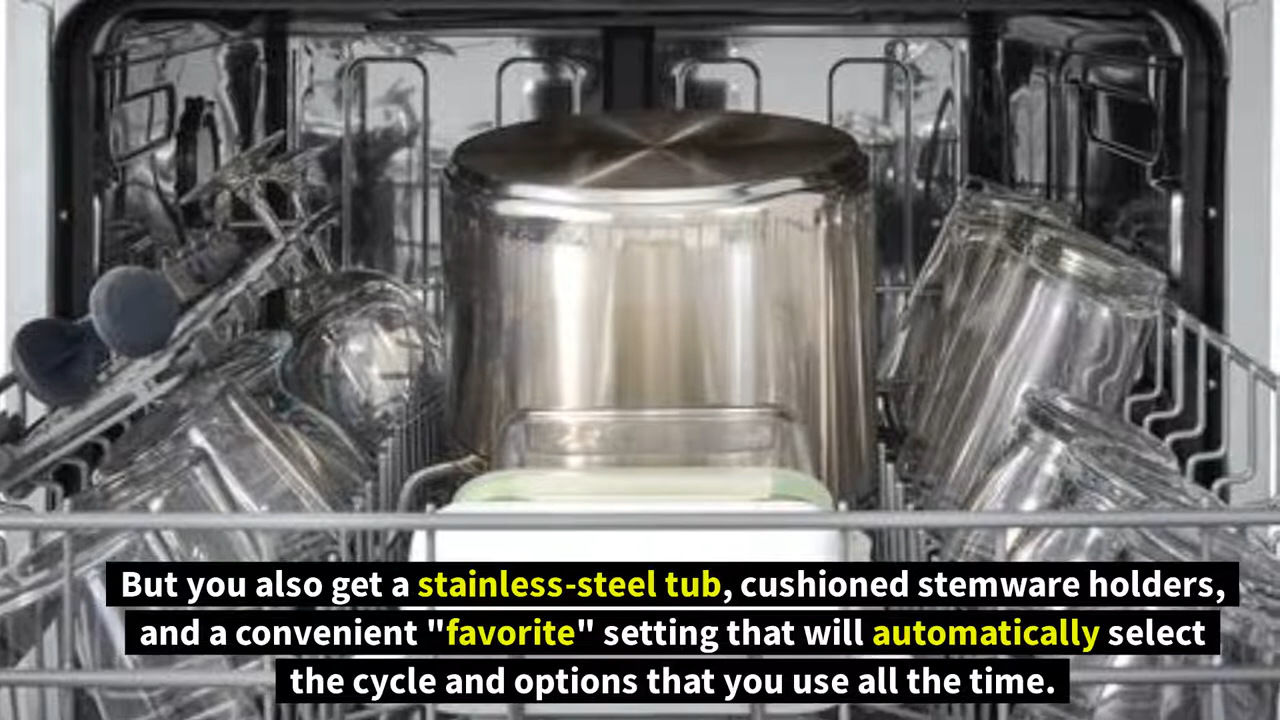 But you also get a stainless-steel tub, cushioned stemware holders,
and a convenient "favorite" setting that will automatically select
the cycle and options that you use all the time.